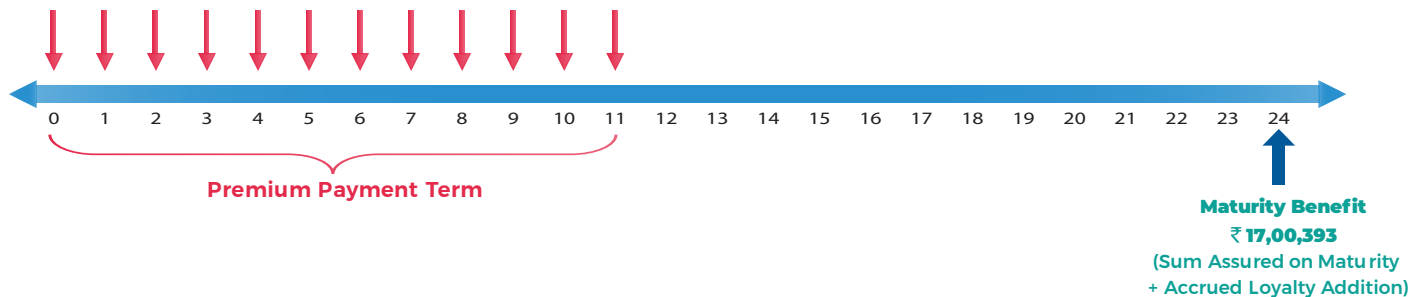 0 1 2 3 4 5 6 7 8 9 10 11 12 13 14 15 16 17 18 19 20 21 22 23 24
Premium Payment Term
Maturity Benefit
₹ 17,00,393
(Sum Assured on Maturity
+ Accrued Loyalty Addition)